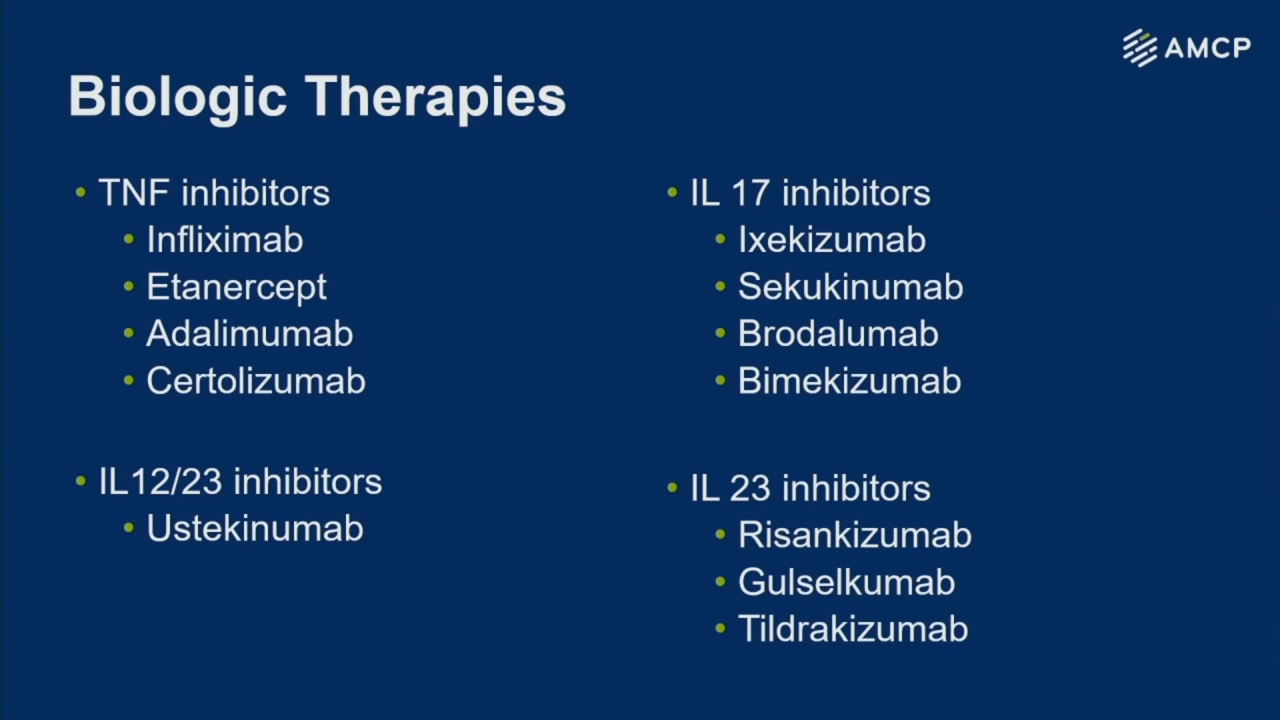 AMCP
Biologic Therapies
• TNF inhibitors
• Infliximab
• Etanercept
• Adalimumab
• Certolizumab
• IL12/23 inhibitors
• Ustekinumab
• IL 17 inhibitors
• Ixekizumab
• Sekukinumab
• Brodalumab
• Bimekizumab
• IL 23 inhibitors
• Risankizumab
• Gulselkumab
• Tildrakizumab